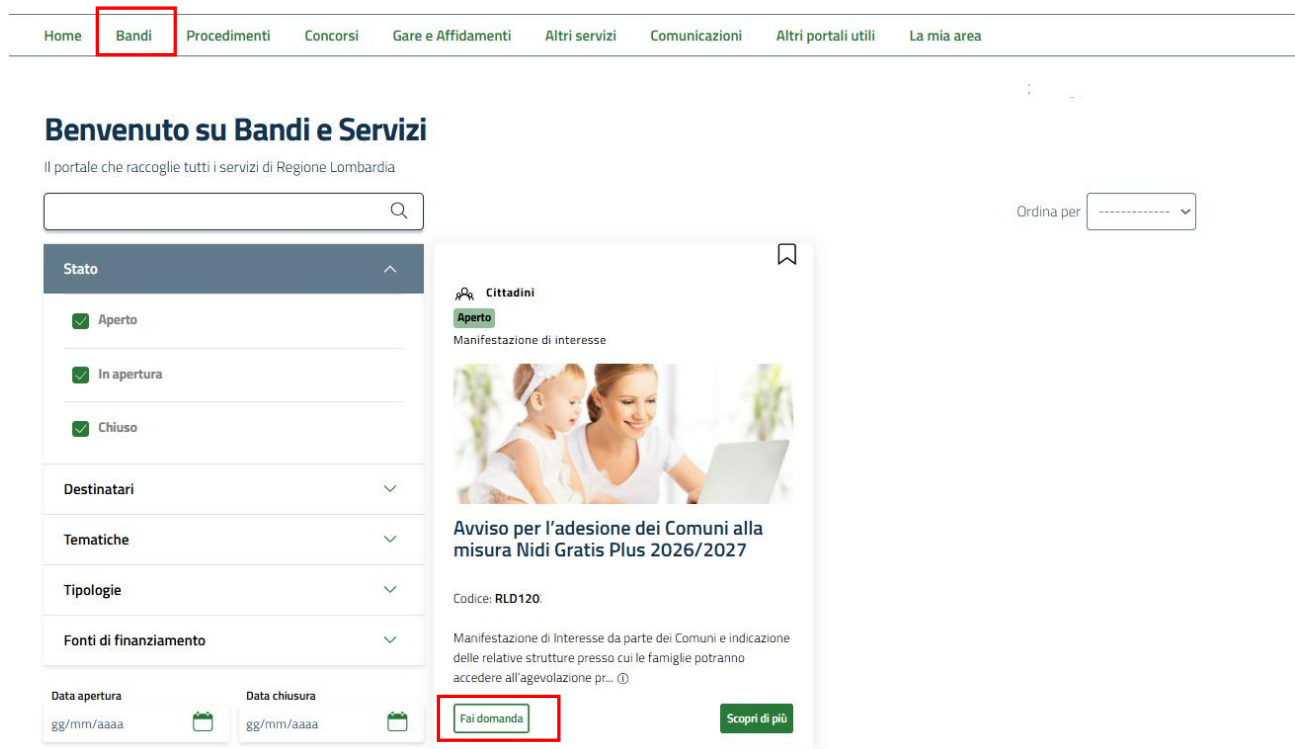 Home Bandi Procedimenti Concorsi Gare e Affidamenti Altri servizi Comunicazioni Altri portali utili La mia area
Benvenuto su Bandi e Servizi
Il portale che raccoglie tutti i servizi di Regione Lombardia
Ordina per -------------
Stato
Aperto
In apertura
Chiuso
Destinatari
Tematiche
Tipologie
Fonti di finanziamento
Data apertura Data chiusura
gg/mm/aaaa gg/mm/aaaa
Cittadini
Aperto
Manifestazione di interesse
Avviso per l’adesione dei Comuni alla
misura Nidi Gratis Plus 2026/2027
Codice: RLD120
Manifestazione di Interesse da parte dei Comuni e indicazione
delle relative strutture presso cui le famiglie potranno
accedere all'agevolazione pr...
Fai domanda Scopri di più